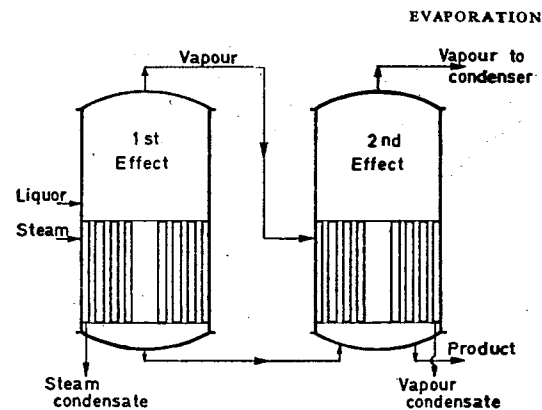 EVAPORATION
Vapour
Vapour to
condenser
1st
Effect
2nd
Effect
Liquor
Steam
Product
Steam
condensate
Vapour
condensate